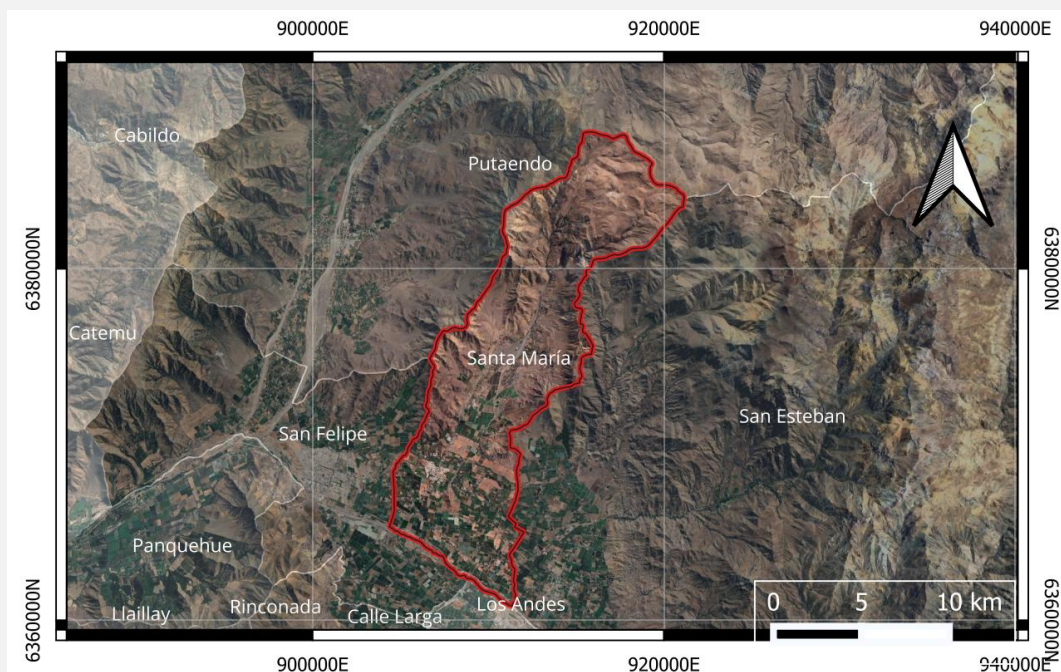 900000E
920000E
940000E
Cabildo
Putaendo
6380000N
6380000N
Catemu
Santa María
San Esteban
San Felipe
Panquehue
Llaillay
Rinconada
Calle Larga
Los Andes
0 5 10 km
6360000N
6360000N
900000E
920000E
940000E